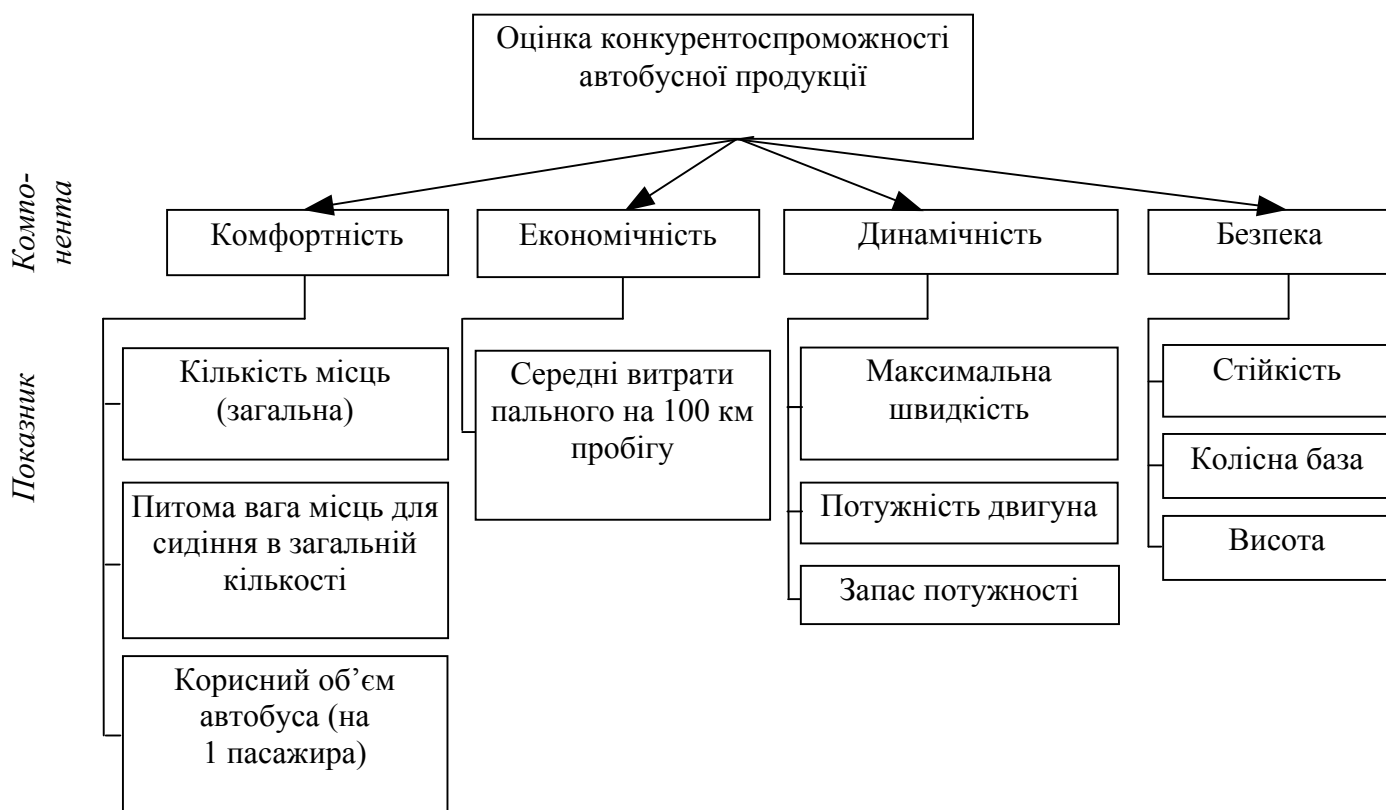 Оцінка конкурентоспроможності
автобусної продукції
Компо-
нента
Комфортність
Економічність
Динамічність
Безпека
Показник
Кількість місць
(загальна)
Питома вага місць для
сидіння в загальній
кількості
Корисний об’єм
автобуса (на
1 пасажира)
Середні витрати
пального на 100 км
пробігу
Максимальна
швидкість
Потужність двигуна
Запас потужності
Стійкість
Колісна база
Висота